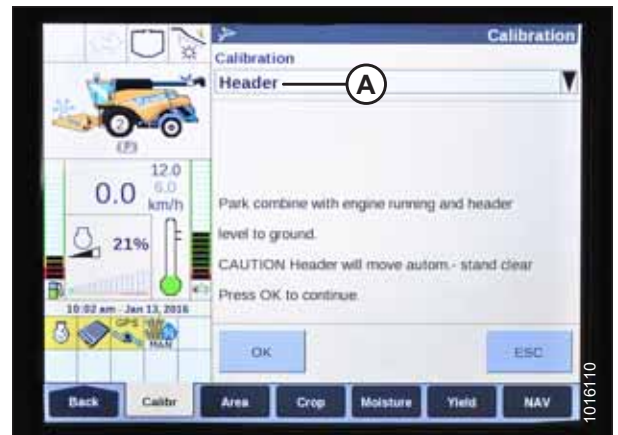 Calibration
Calibration
Header
A
2
(P)
12.0
6.0
0.0 km/h
21%
Park combine with engine running and header
level to ground.
CAUTION Header will move autom.- stand clear
Press OK to continue
10:02 am Jan 13, 2016
GPS
MAN
OK
ESC
Back
Calibr
Area
Crop
Moisture
Yield
NAV
1016110